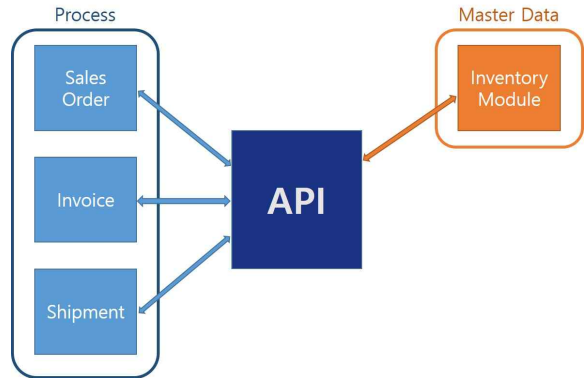 Process
Sales
Order
Invoice
Shipment
API
Master Data
Inventory
Module